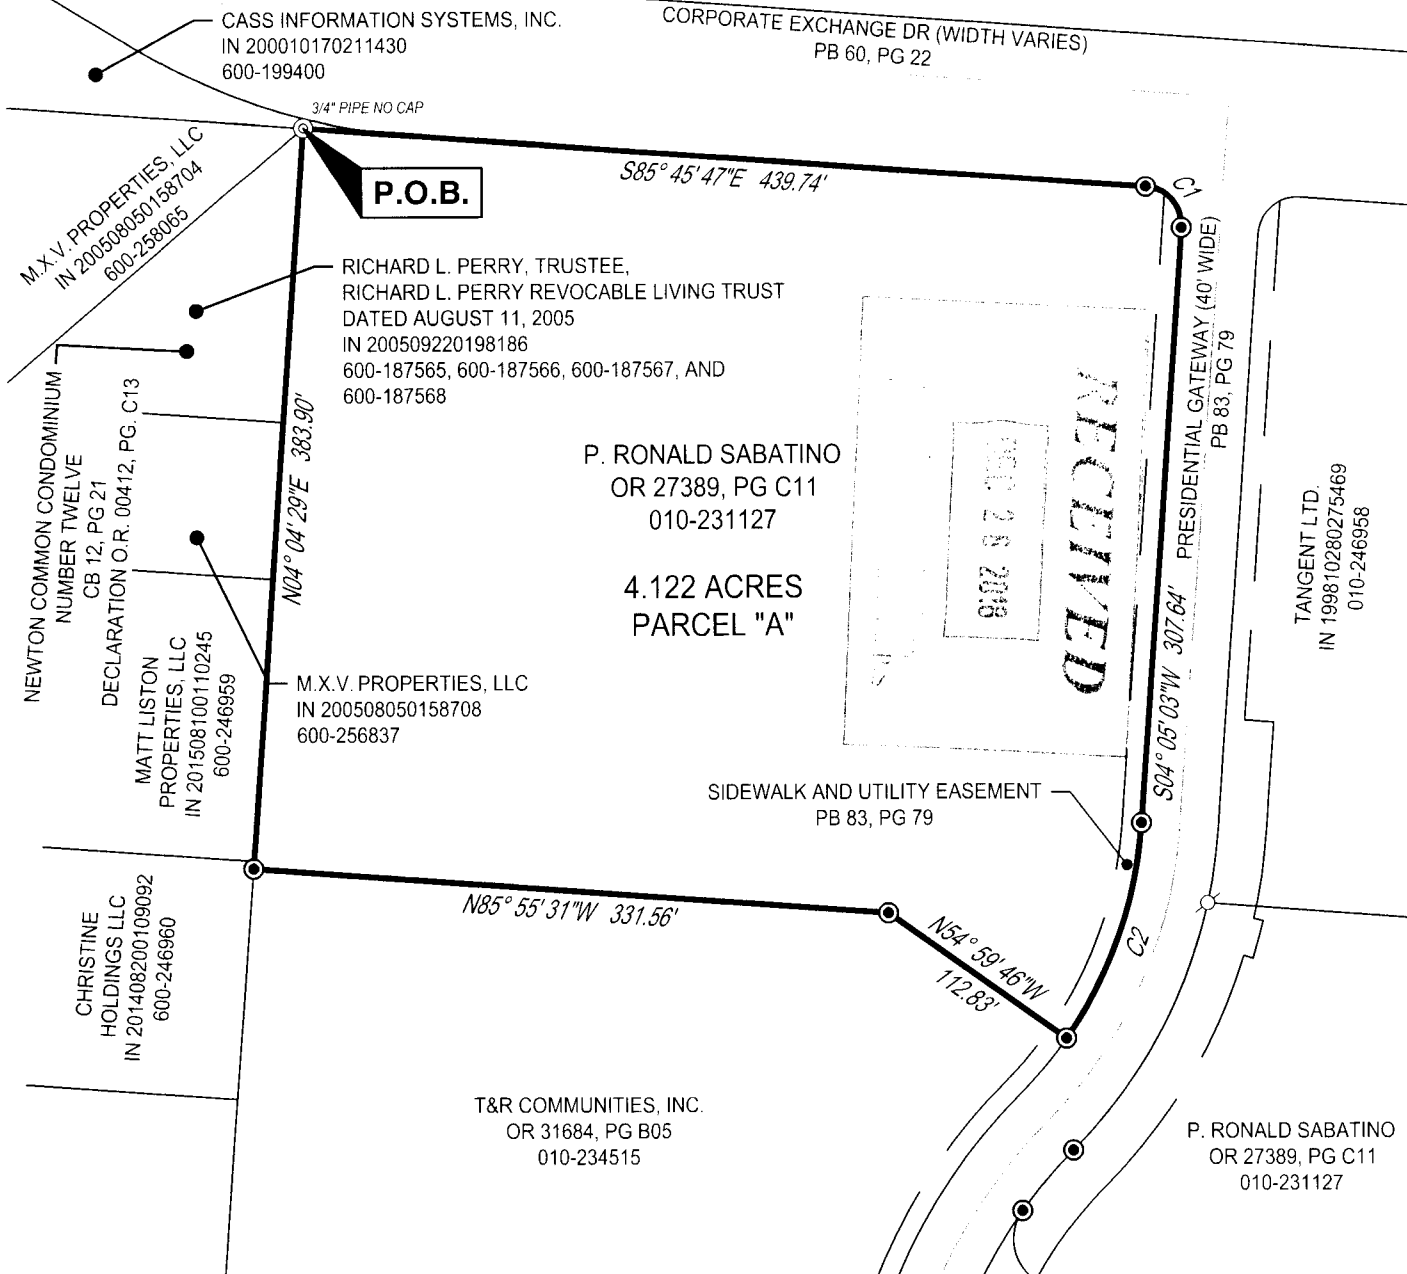 CASS INFORMATION SYSTEMS, INC.
IN 200010170211430
600-199400
CORPORATE EXCHANGE DR (WIDTH VARIES)
PB 60, PG 22
3/4" PIPE NO CAP
M.X.V. PROPERTIES, LLC
IN 200508050158704
600-258065
P.O.B.
S85° 45' 47"E 439.74'
C1
RICHARD L. PERRY, TRUSTEE,
RICHARD L. PERRY REVOCABLE LIVING TRUST
DATED AUGUST 11, 2005
IN 200509220198186
600-187565, 600-187566, 600-187567, AND
600-187568
PRESIDENTIAL GATEWAY (40' WIDE)
PB 83, PG 79
NEWTON COMMON CONDOMINIUM
NUMBER TWELVE
CB 12, PG 21
DECLARATION O.R. 00412, PG. C13
N04° 04' 29"E 383.90'
P. RONALD SABATINO
OR 27389, PG C11
010-231127
4.122 ACRES
PARCEL "A"
RECEIVED
TANGENT LTD.
IN 199810280275469
010-246958
MATT LISTON
PROPERTIES, LLC
IN 201508100110245
600-246959
M.X.V. PROPERTIES, LLC
IN 200508050158708
600-256837
S04° 05' 03"W 307.64'
SIDEWALK AND UTILITY EASEMENT
PB 83, PG 79
N85° 55' 31"W 331.56'
N54° 59' 46"W
112.83'
C2
CHRISTINE
HOLDINGS LLC
IN 201408200109092
600-246960
T&R COMMUNITIES, INC.
OR 31684, PG B05
010-234515
P. RONALD SABATINO
OR 27389, PG C11
010-231127